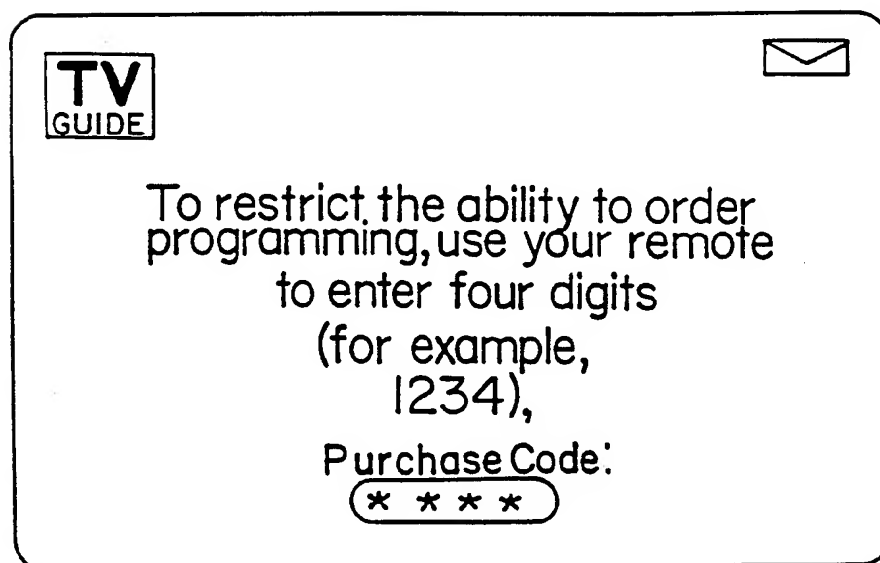 TV
GUIDE
To restrict the ability to order
programming, use your remote
to enter four digits
(for example,
1234),
Purchase Code:
* * * *